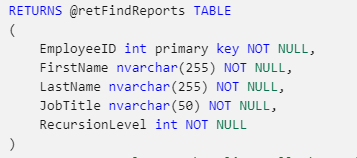 RETURNS @retFindReports TABLE
(
    EmployeeID int primary key NOT NULL,
    FirstName nvarchar(255) NOT NULL,
    LastName nvarchar(255) NOT NULL,
    JobTitle nvarchar(50) NOT NULL,
    RecursionLevel int NOT NULL
)